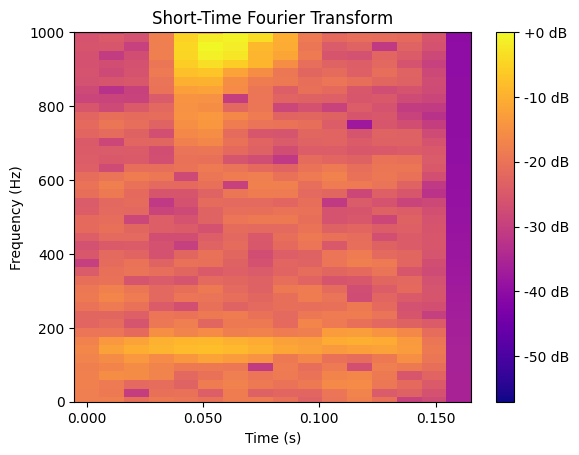 Short-Time Fourier Transform
Frequency (Hz)
1000
800
600
400
200
0
0.000
0.050
0.100
0.150
Time (s)
+0 dB
-10 dB
-20 dB
-30 dB
-40 dB
-50 dB